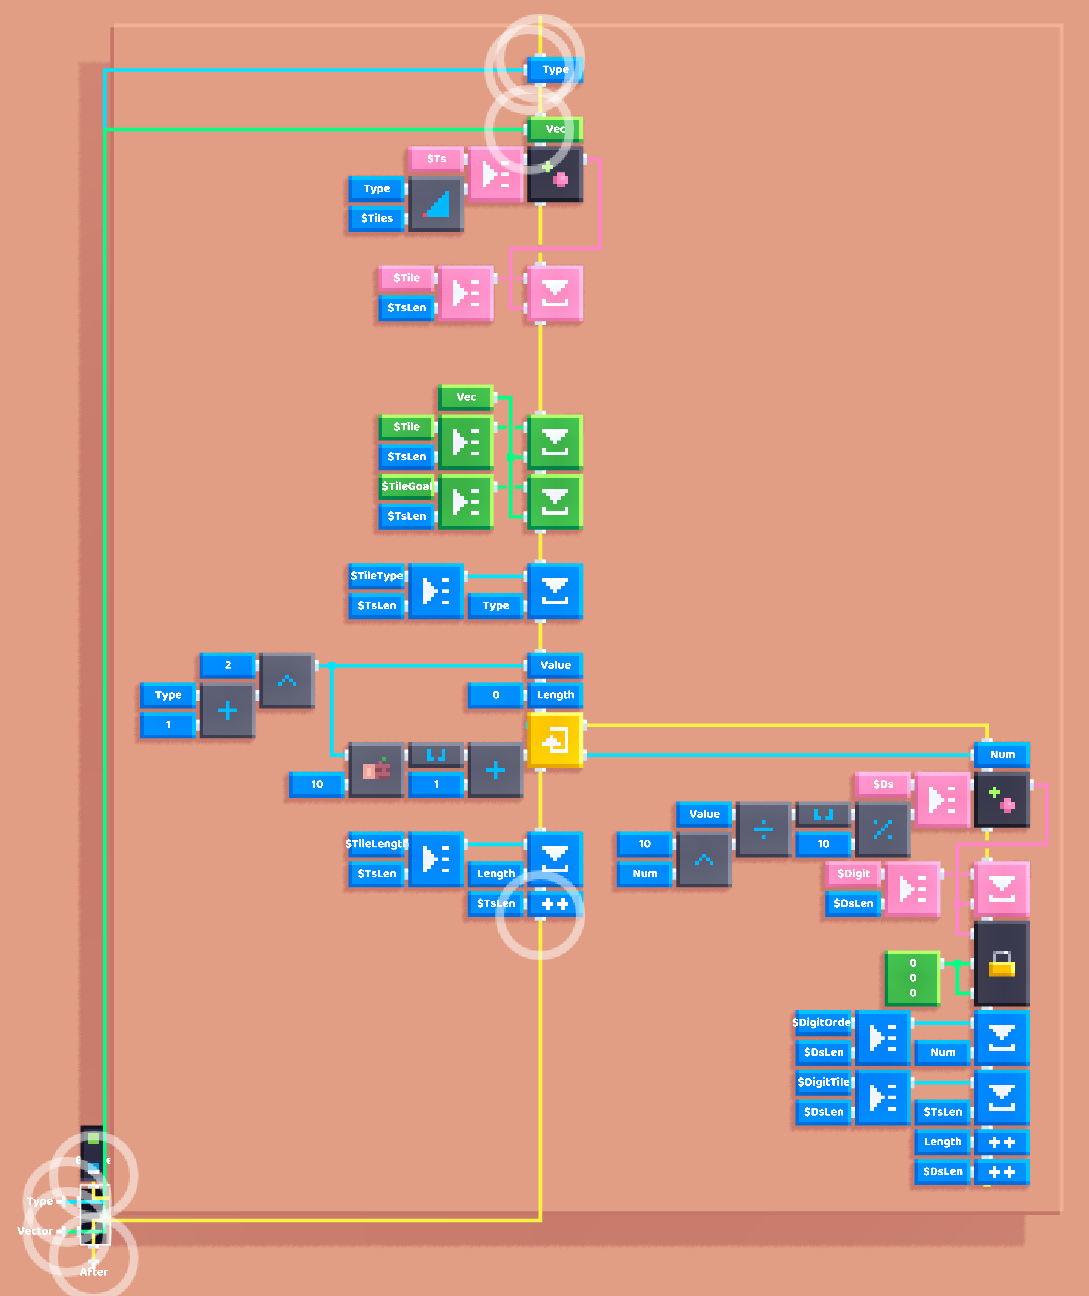 Type
Vec
$Ts
Type
$Tiles
$Tile
$TsLen
Vec
$Tile
$TsLen
$TileGoal
$TsLen
$TileType
$TsLen
Type
2
Value
Type
0
Length
1
10
1
Num
$Ds
Value
10
10
Num
$TileLengt
$TsLen
Length
$Digit
$DsLen
$TsLen
0
0
0
$DigitOrde
$DsLen
Num
$DigitTile
$DsLen
$TsLen
Length
$DsLen
Type
Vector
After